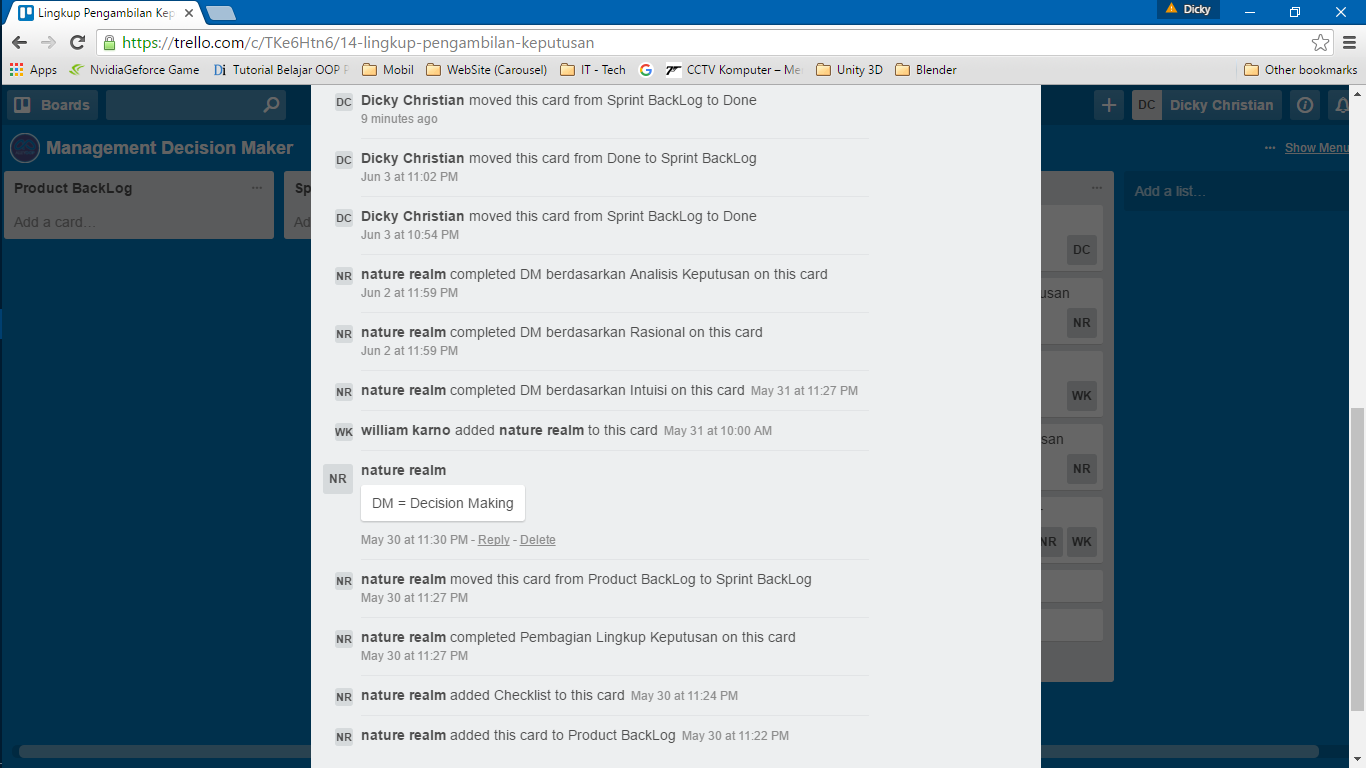 Lingkup Pengambilan Kep
Dicky
https://trello.com/c/TKe6Htn6/14-lingkup-pengambilan-keputusan
Apps NvidiaGeforce Game Tutorial Belajar OOP Mobil WebSite (Carousel) IT - Tech CCTV Komputer – Unity 3D Blender Other bookmarks
Boards
DC Dicky Christian
Management Decision Maker
Show Menu
Product BackLog
Add a card...
Sp
Ad
DC Dicky Christian moved this card from Sprint BackLog to Done
9 minutes ago
DC Dicky Christian moved this card from Done to Sprint BackLog
Jun 3 at 11:02 PM
DC Dicky Christian moved this card from Sprint BackLog to Done
Jun 3 at 10:54 PM
NR nature realm completed DM berdasarkan Analisis Keputusan on this card
Jun 2 at 11:59 PM
NR nature realm completed DM berdasarkan Rasional on this card
Jun 2 at 11:59 PM
NR nature realm completed DM berdasarkan Intuisi on this card May 31 at 11:27 PM
WK william karno added nature realm to this card May 31 at 10:00 AM
NR nature realm
DM = Decision Making
May 30 at 11:30 PM - Reply - Delete
NR nature realm moved this card from Product BackLog to Sprint BackLog
May 30 at 11:27 PM
NR nature realm completed Pembagian Lingkup Keputusan on this card
May 30 at 11:27 PM
NR nature realm added Checklist to this card May 30 at 11:24 PM
NR nature realm added this card to Product BackLog May 30 at 11:22 PM
DC
usan
NR
WK
san
NR
NR WK
Add a list...